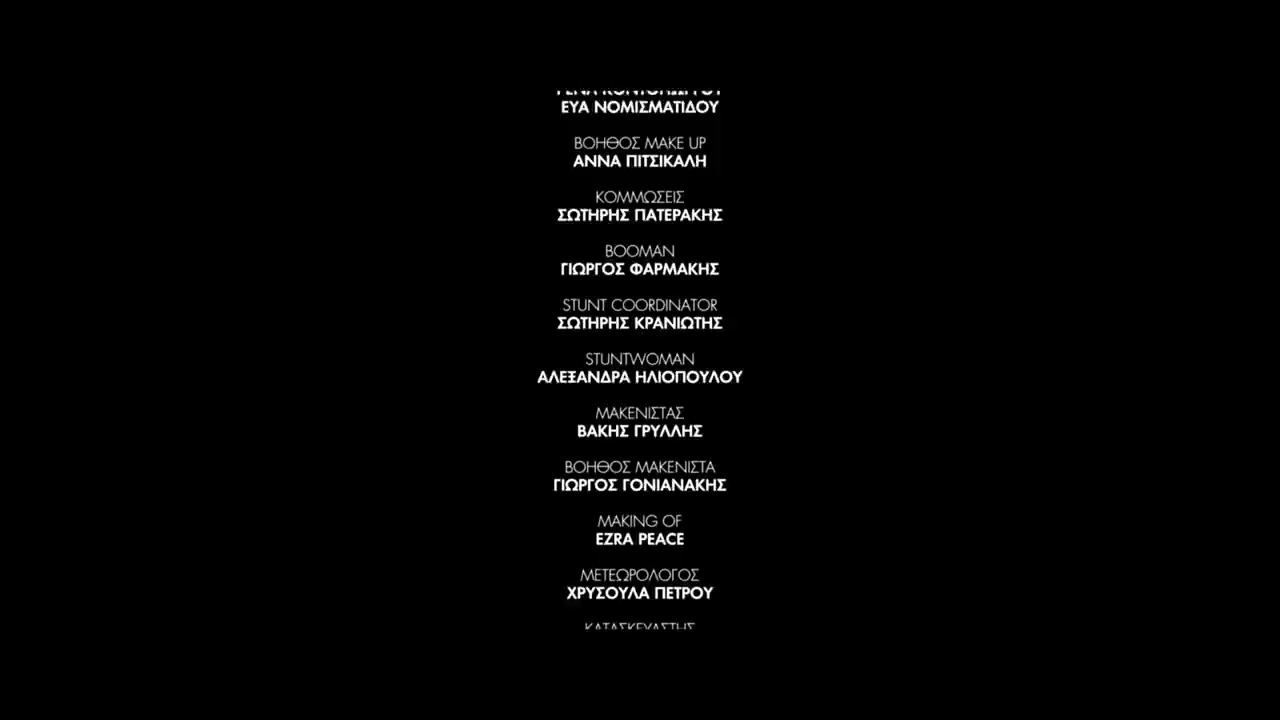 ΕΥΑ ΝΟΜΙΣΜΑΤΙΔΟΥ
ΒΟΗΘΟΣ MAKE UP
ΑΝΝΑ ΠΙΤΣΙΚΑΛΗ
ΚΟΜΜΩΣΕΙΣ
ΣΩΤΗΡΗΣ ΠΑΤΕΡΑΚΗΣ
BOOMAN
ΓΙΩΡΓΟΣ ΦΑΡΜΑΚΗΣ
STUNT COORDINATOR
ΣΩΤΗΡΗΣ ΚΡΑΝΙΩΤΗΣ
STUNTWOMAN
ΑΛΕΞΑΝΔΡΑ ΗΛΙΟΠΟΥΛΟΥ
ΜΑΚΕΝΙΣΤΑΣ
ΒΑΚΗΣ ΓΡΥΛΛΗΣ
ΒΟΗΘΟΣ ΜΑΚΕΝΙΣΤΑ
ΓΙΩΡΓΟΣ ΓΟΝΙΑΝΑΚΗΣ
MAKING OF
EZRA PEACE
ΜΕΤΕΩΡΟΛΟΓΟΣ
ΧΡΥΣΟΥΛΑ ΠΕΤΡΟΥ
ΚΑΤΑΣΚΕΥΑΣΤΗΣ